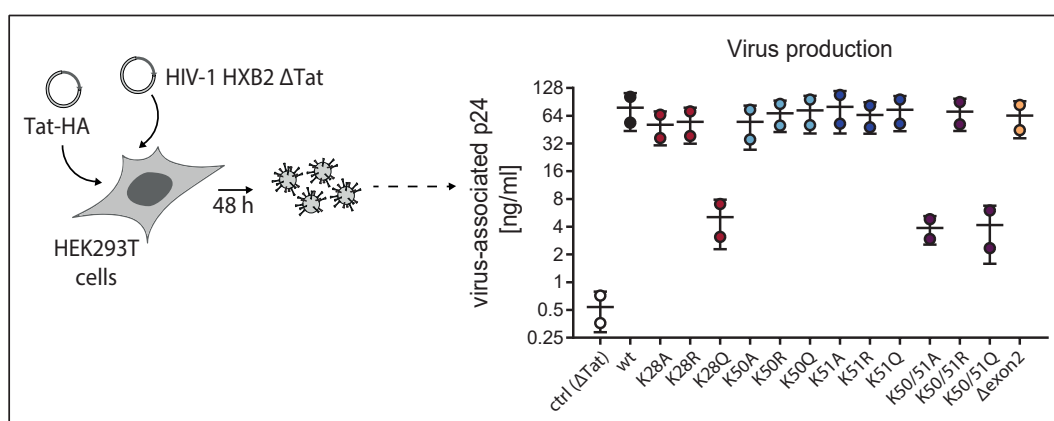 HIV-1 HXB2 ΔTat
Tat-HA
48 h
HEK293T
cells
Virus production
virus-associated p24
[ng/ml]
128
64
32
16
8
4
2
1
0.5
0.25
ctrl (ΔTat)
wt
K28A
K28R
K28Q
K50A
K50R
K50Q
K51A
K51R
K51Q
K50/51A
K50/51R
K50/51Q
Δexon2